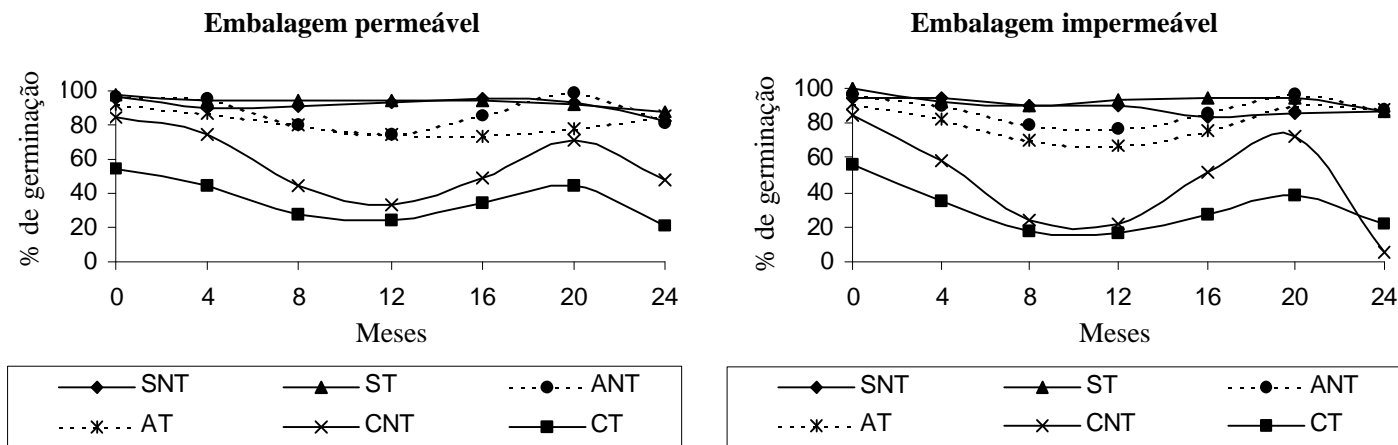 Embalagem permeável
% de germinação
100
80
60
40
20
0
0 4 8 12 16 20 24
Meses
SNT ST ANT
AT CNT CT
Embalagem impermeável
% de germinação
100
80
60
40
20
0
0 4 8 12 16 20 24
Meses
SNT ST ANT
AT CNT CT